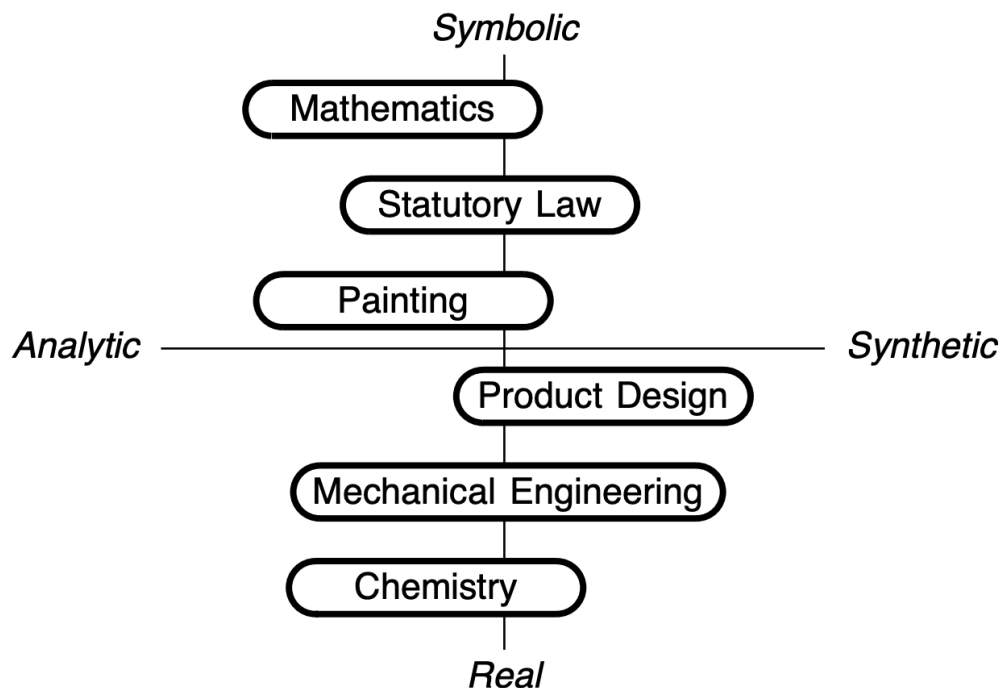 Symbolic
Mathematics
Statutory Law
Painting
Analytic
Synthetic
Product Design
Mechanical Engineering
Chemistry
Real